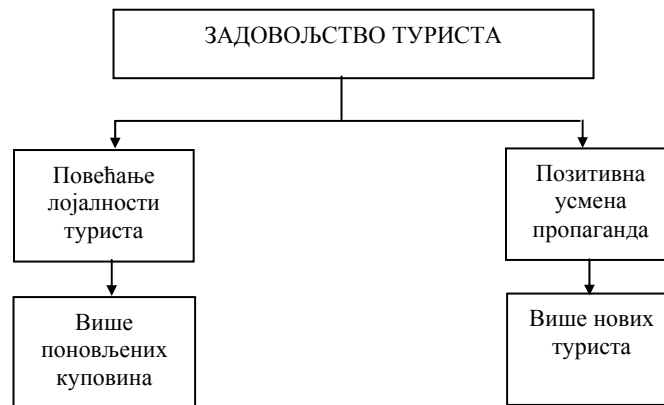 ЗАДОВОЉСТВО ТУРИСТА
Повећање
лојалности
туриста
Позитивна
усмена
пропаганда
Више
поновљених
куповина
Више нових
туриста